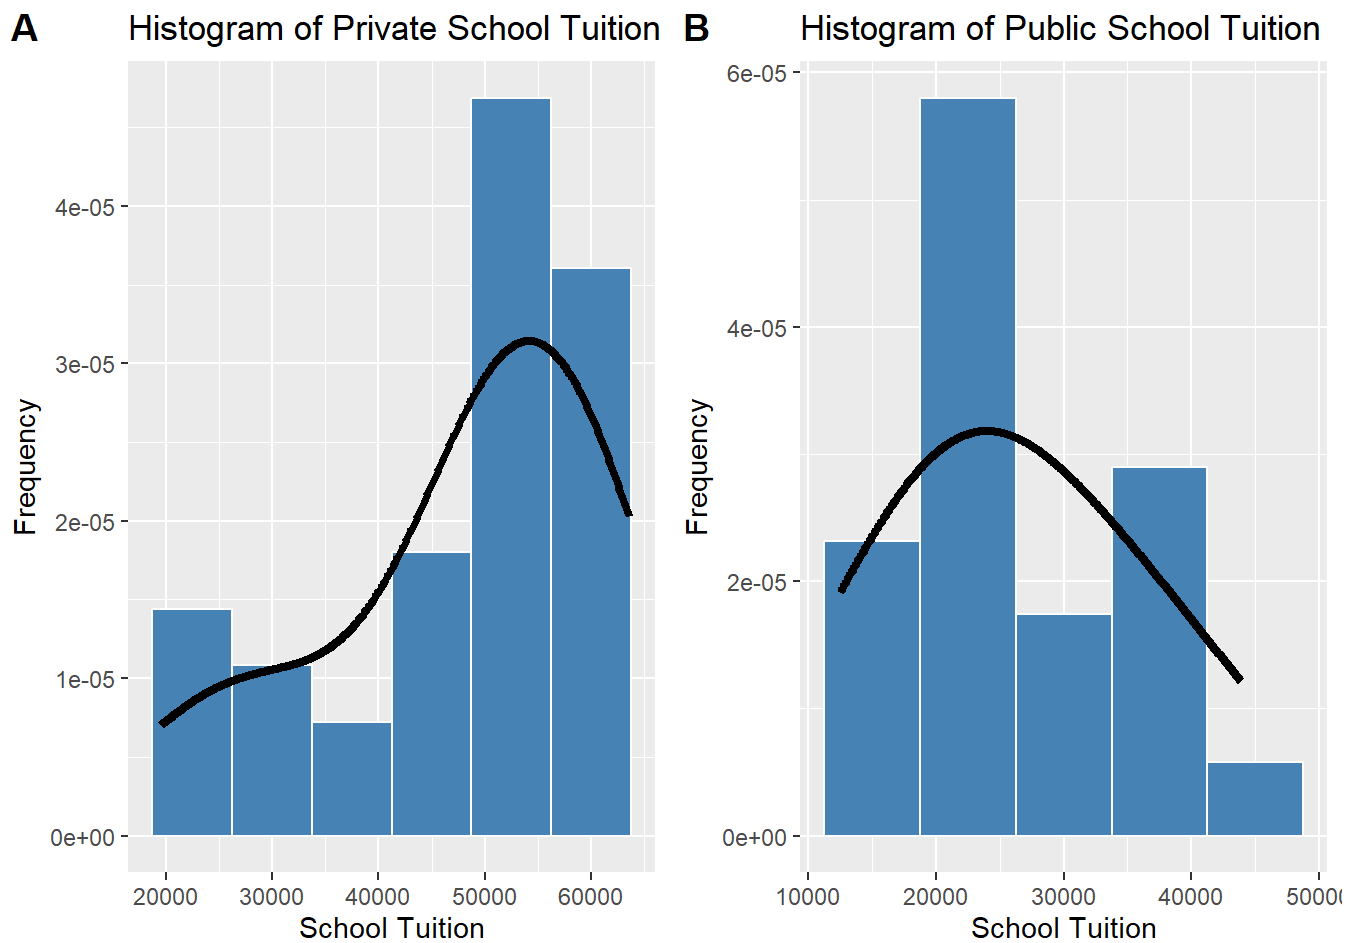 A
Histogram of Private School Tuition
Frequency
4e-05
3e-05
2e-05
1e-05
0e+00
20000 30000 40000 50000 60000
School Tuition
B
Histogram of Public School Tuition
Frequency
6e-05
4e-05
2e-05
0e+00
10000 20000 30000 40000 50000
School Tuition